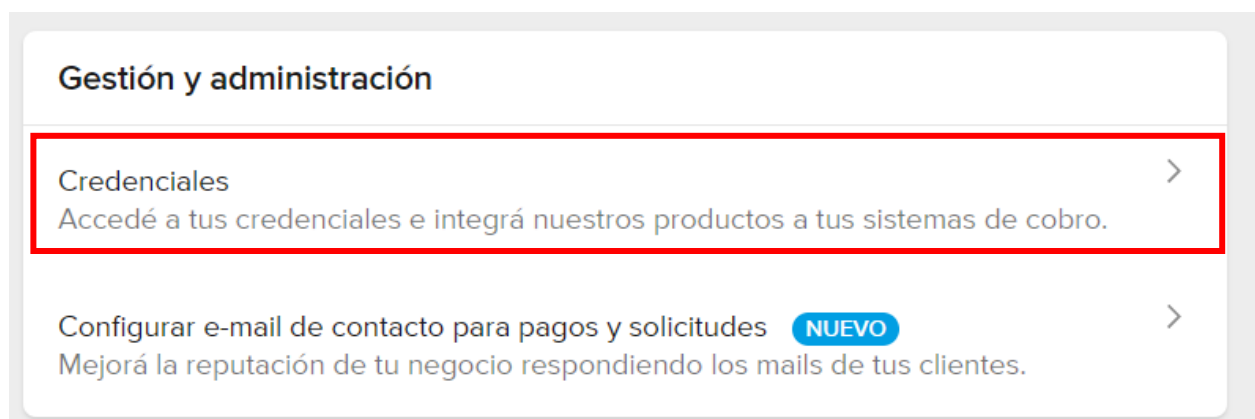 Gestión y administración
Credenciales
Accedé a tus credenciales e integrá nuestros productos a tus sistemas de cobro.
Configurar e-mail de contacto para pagos y solicitudes NUEVO
Mejorá la reputación de tu negocio respondiendo los mails de tus clientes.